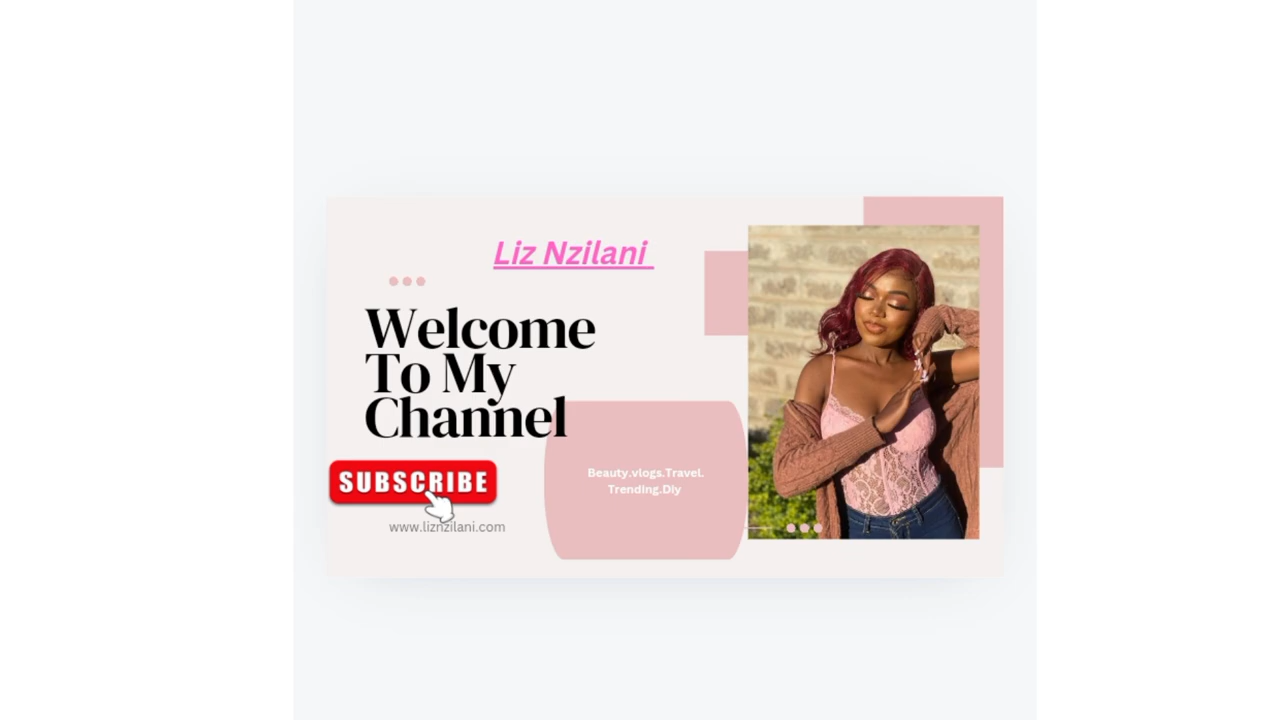 Liz Nzilani
Welcome
To My
Channel
SUBSCRIBE
www.liznzilani.com
Beauty.vlogs.Travel.
Trending.Diy